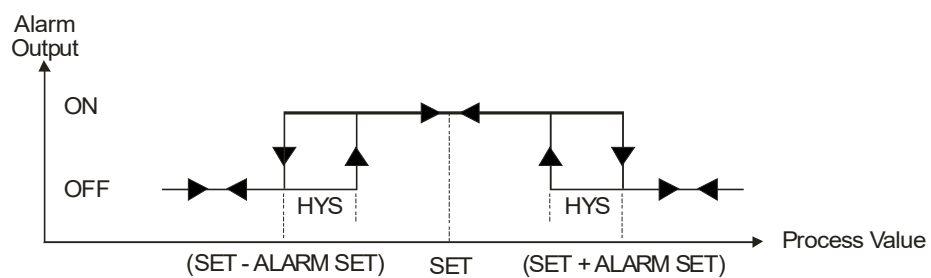 Alarm
Output
ON
OFF
HYS
HYS
Process Value
(SET - ALARM SET)
SET
(SET + ALARM SET)